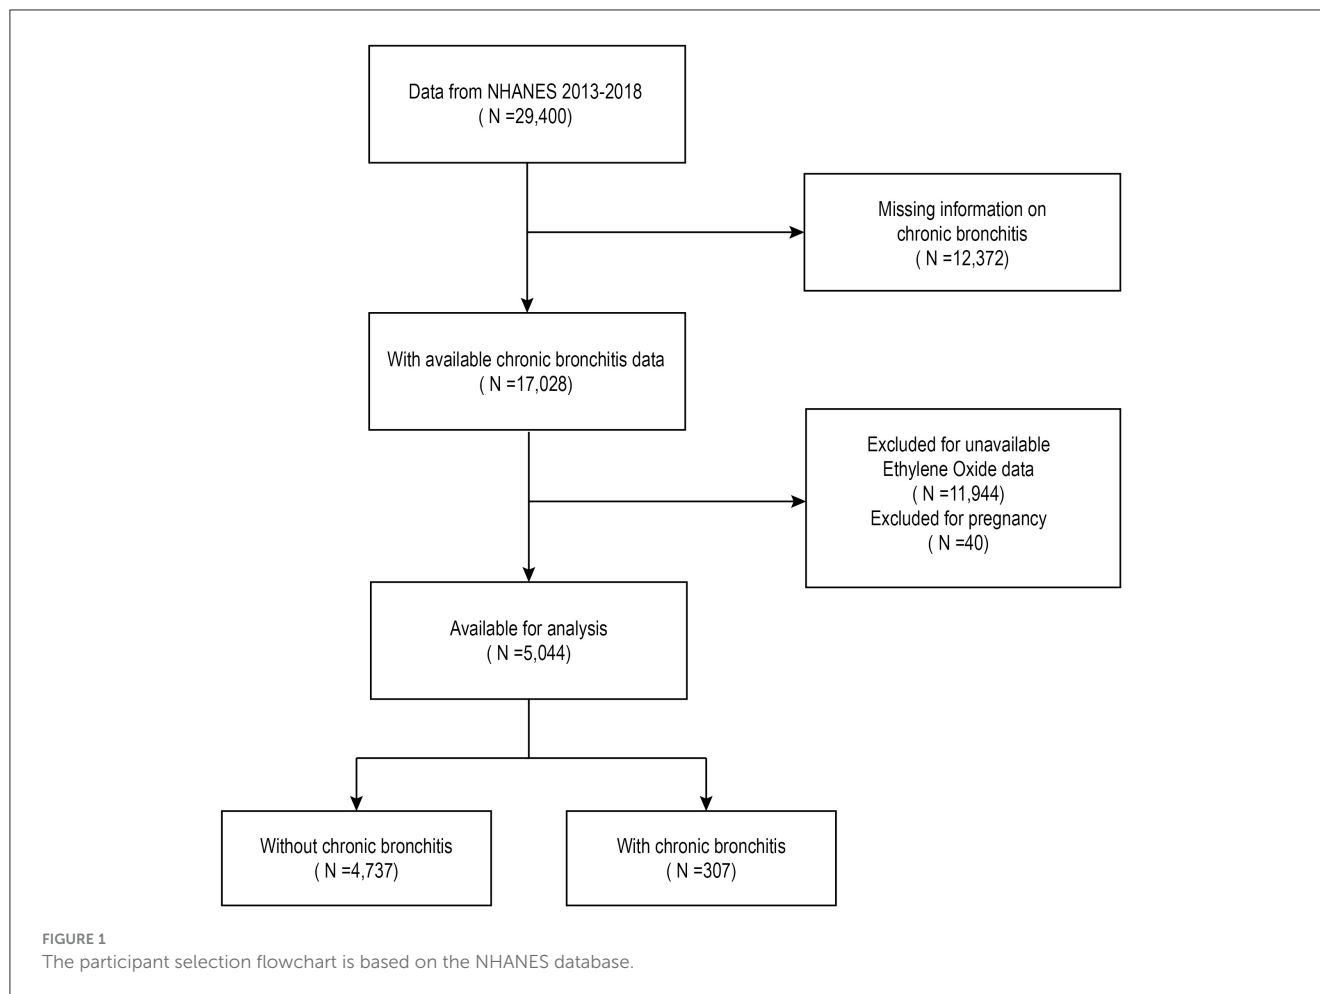 Data from NHANES 2013-2018
( N =29,400)
Missing information on
chronic bronchitis
( N =12,372)
With available chronic bronchitis data
( N =17,028)
Excluded for unavailable
Ethylene Oxide data
( N =11,944)
Excluded for pregnancy
( N =40)
Available for analysis
( N =5,044)
Without chronic bronchitis
( N =4,737)
With chronic bronchitis
( N =307)
FIGURE 1
The participant selection flowchart is based on the NHANES database.